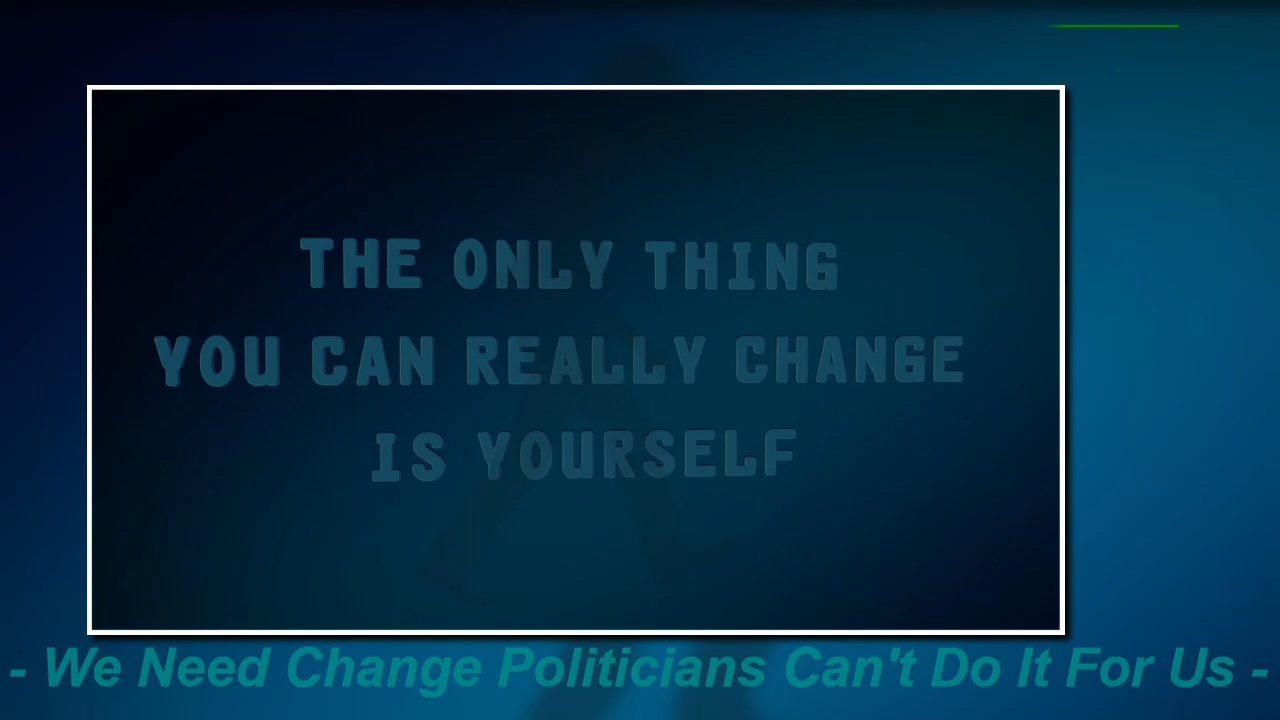 THE ONLY THING
YOU CAN REALLY CHANGE
IS YOURSELF
- We Need Change Politicians Can't Do It For Us -